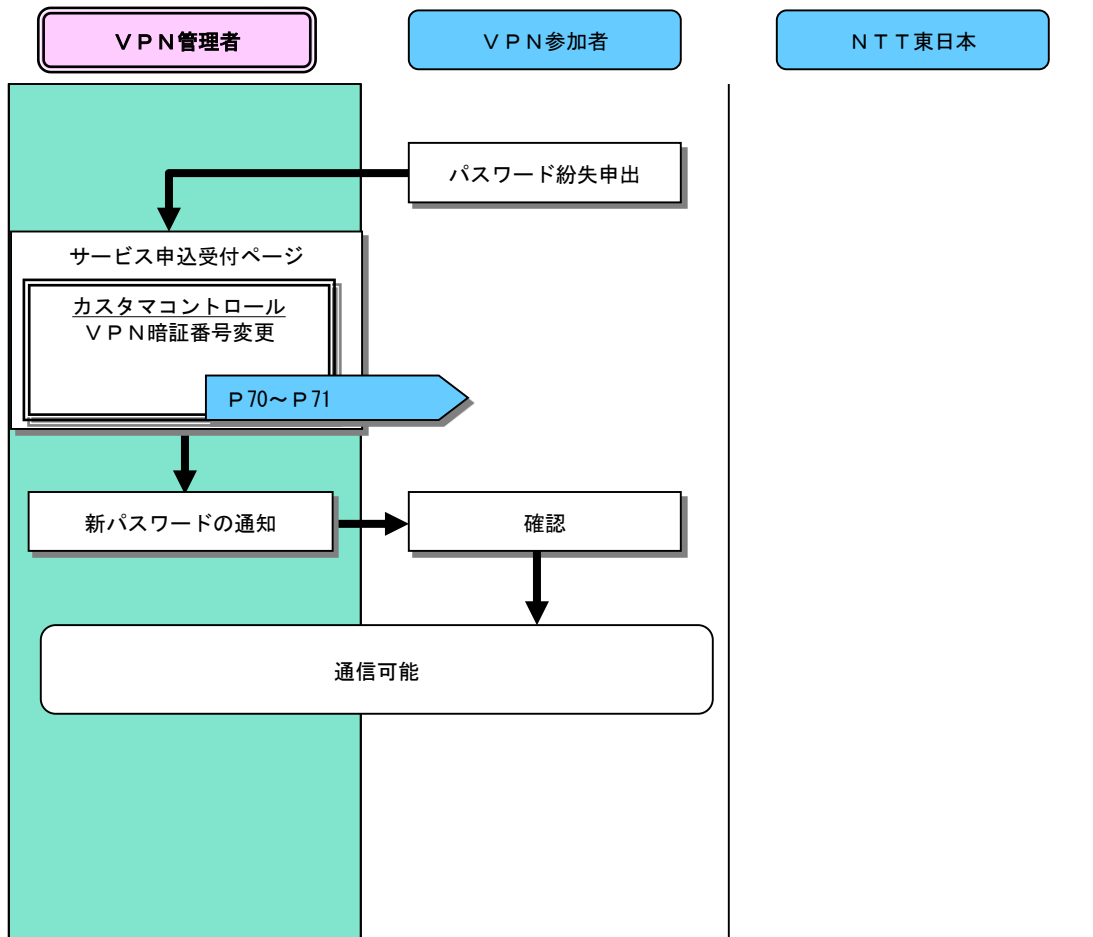 ＶＰＮ管理者
ＶＰＮ参加者
ＮＴＴ東日本
パスワード紛失申出
サービス申込受付ページ
カスタマコントロール
ＶＰＮ暗証番号変更
Ｐ70～Ｐ71
新パスワードの通知
確認
通信可能